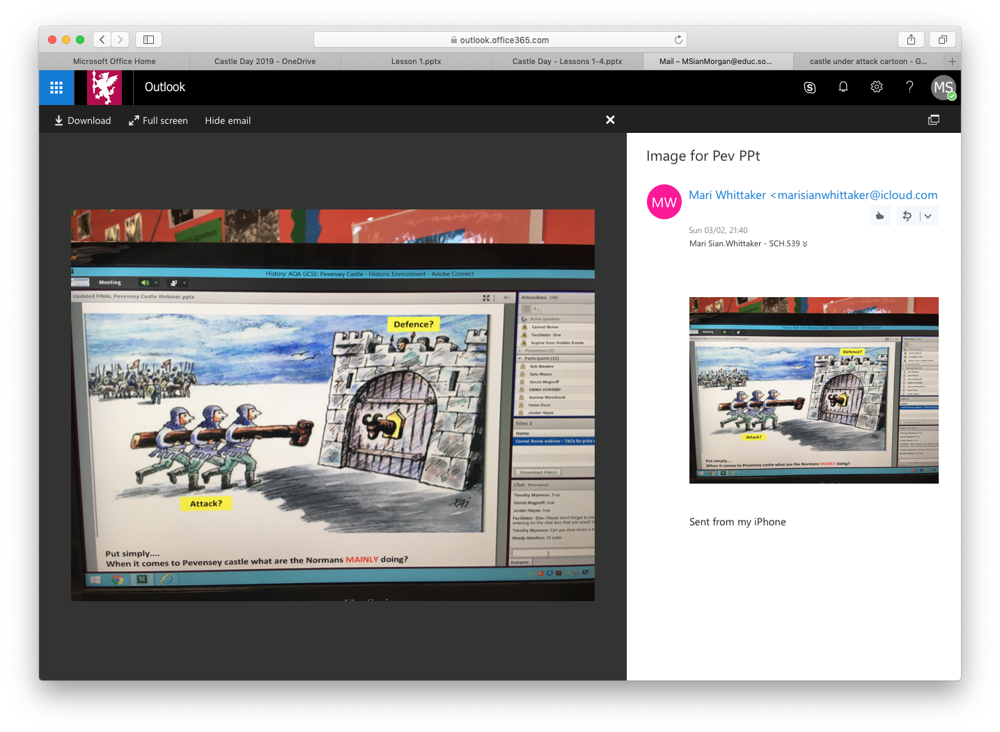 outlook.office365.com
Microsoft Office Home
Castle Day 2019 - OneDrive
Lesson 1.pptx
Castle Day - Lessons 1-4.pptx
Mail – MSianMorgan@educ.so...
castle under attack cartoon - G...
Outlook
MS
Download
Full screen
Hide email
Image for Pev PPt
MW
Mari Whittaker <marisianwhittaker@icloud.com
Sun 03/02, 21:40
Mari Sian.Whittaker - SCH.539
History: AQA GCSE: Pevensey Castle - Historic Environment - Adobe Connect
Meeting
Updated FINAL Pevensey Castle Webinar.pptx
Defence?
Attack?
Put simply....
When it comes to Pevensey castle what are the Normans MAINLY doing?
Attendees (28)
Active Speakers
Carmel Bones
Facilitator One
Sophie from Hodder Events
Presenters (0)
Participants (25)
Bob Masters
Dale Weson
Daniel Magnoff
EMMA HORNSBY
Gemma Woodcock
Helen Gunn
Jordan Hayes
Files 2
Name
Carmel Bones webinar - T&Cs for prize
Download File(s)
Chat (Everyone)
Timothy Myerson: True
Daniel Magnoff: true
Jordan Hayes: true
Facilitator One: Please don't forget to
entering on the chat box that you would
Timothy Myerson: Can you slow down a
Wendy Hamilton: I'll enter
Everyone
Defence?
Attack?
Put simply....
When it comes to Pevensey castle what are the Normans MAINLY doing?
Sent from my iPhone